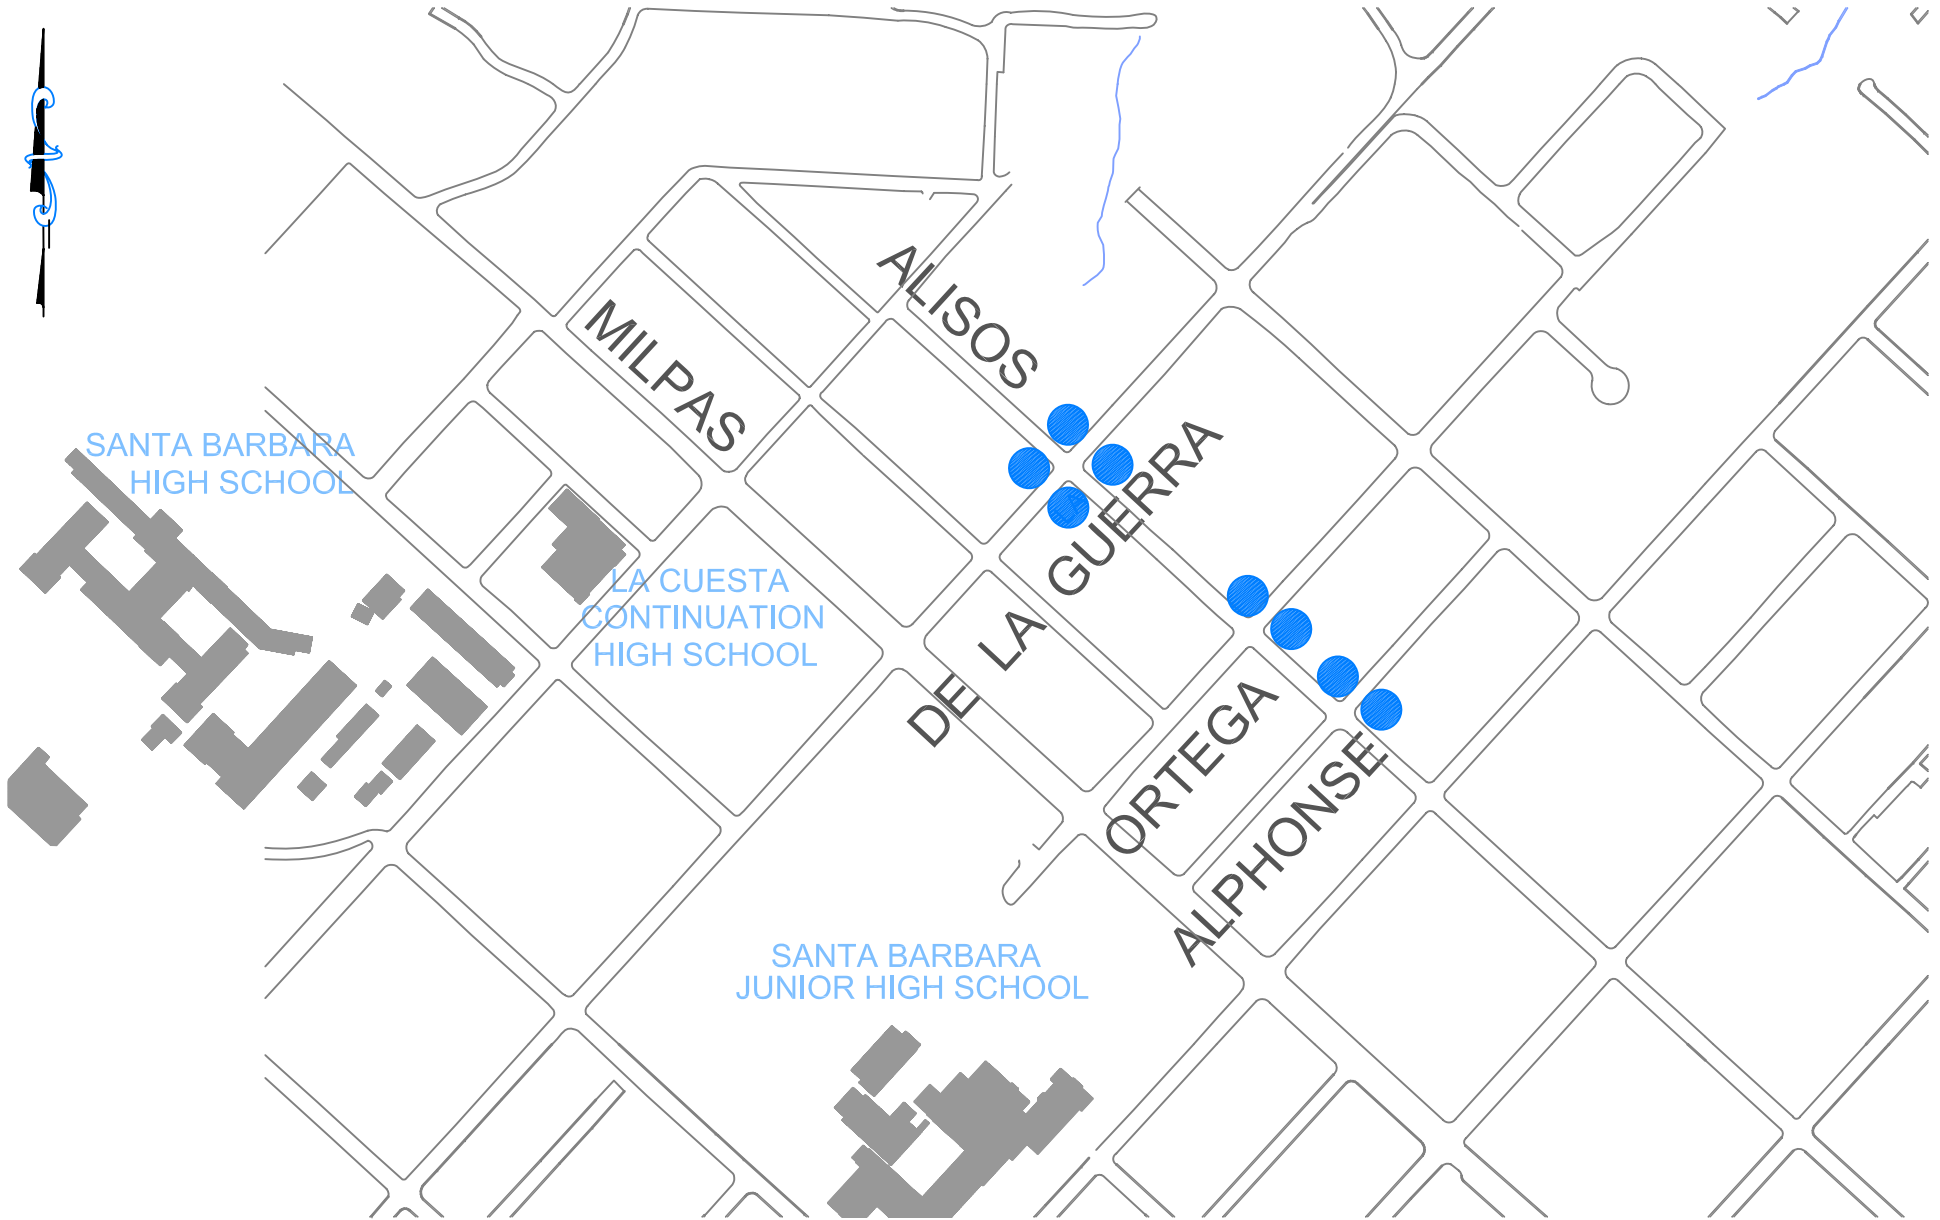 ALISOS
MILPAS
SANTA BARBARA
HIGH SCHOOL
DE LA GUERRA
LA CUESTA
CONTINUATION
HIGH SCHOOL
ORTEGA
ALPHONSE
SANTA BARBARA
JUNIOR HIGH SCHOOL